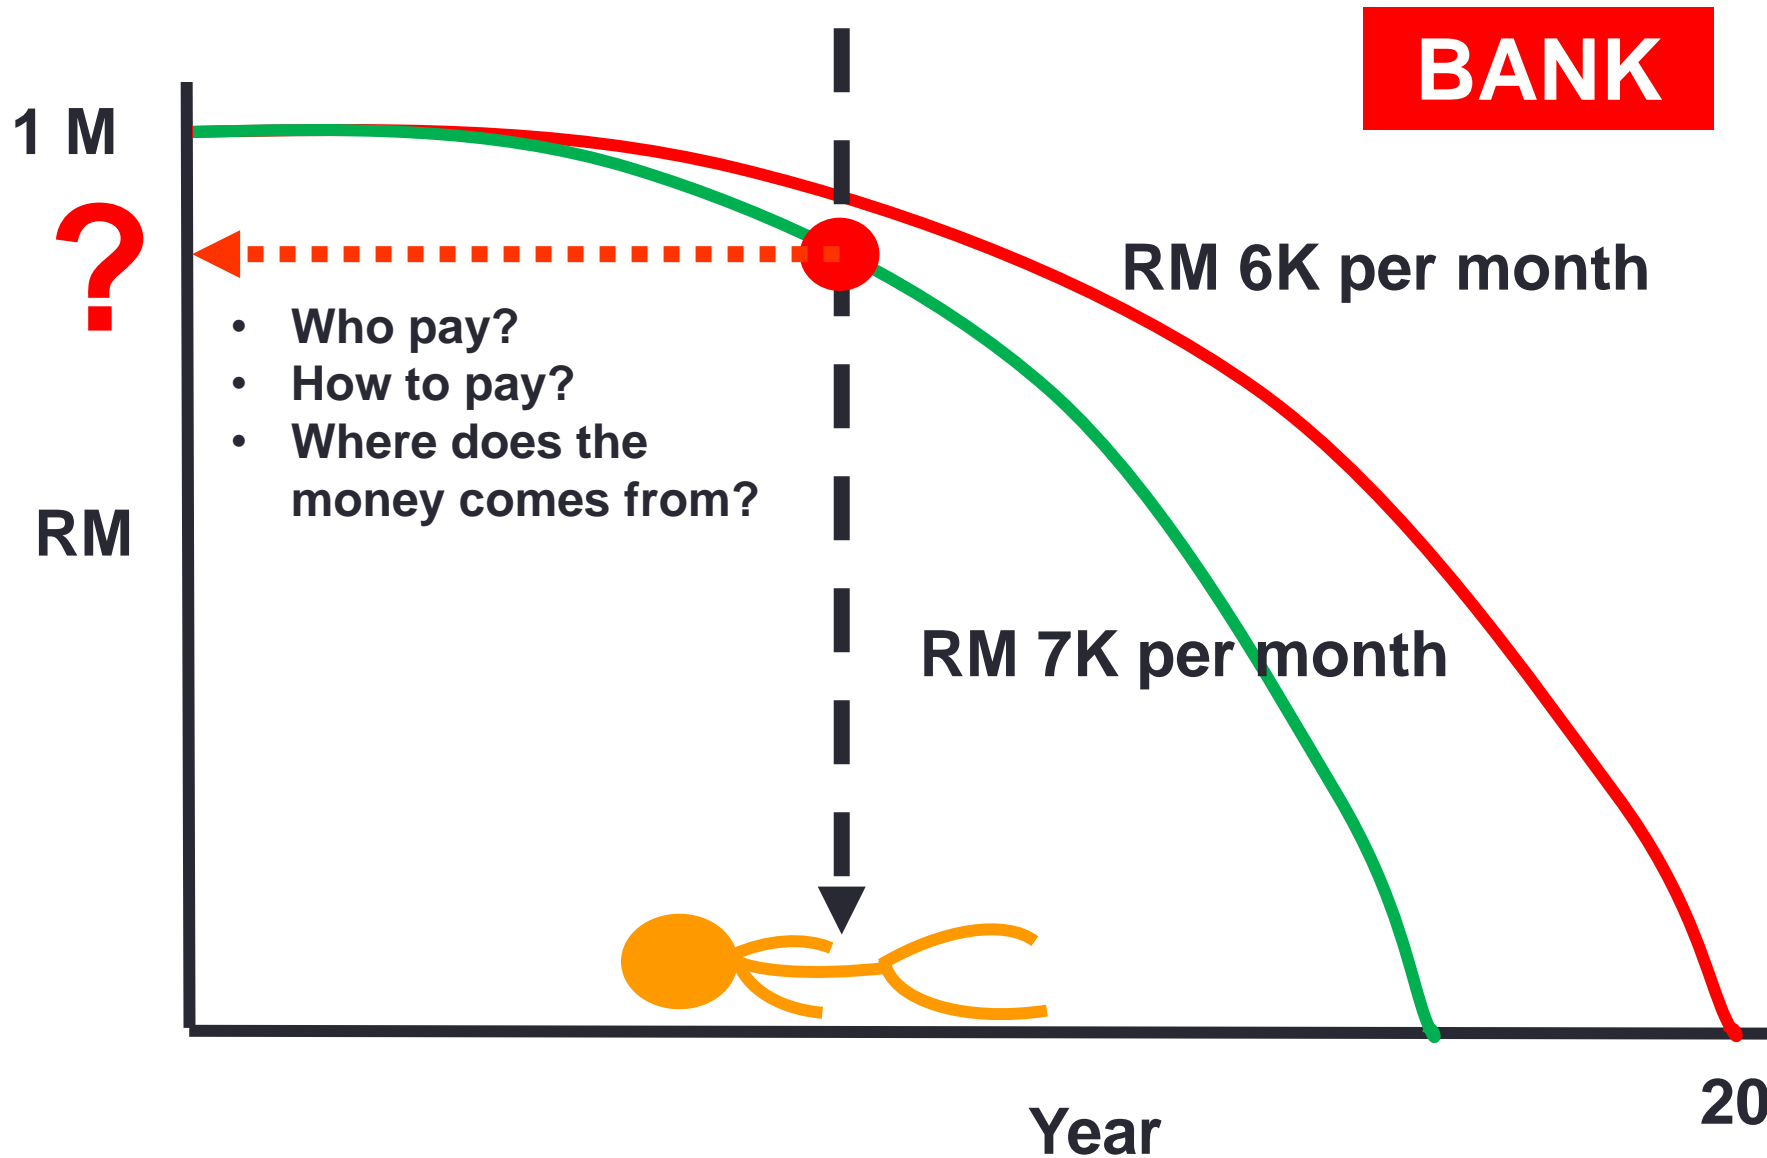 BANK
1 M
?
RM 6K per month
• Who pay?
• How to pay?
• Where does the
money comes from?
RM
RM 7K per month
20
Year